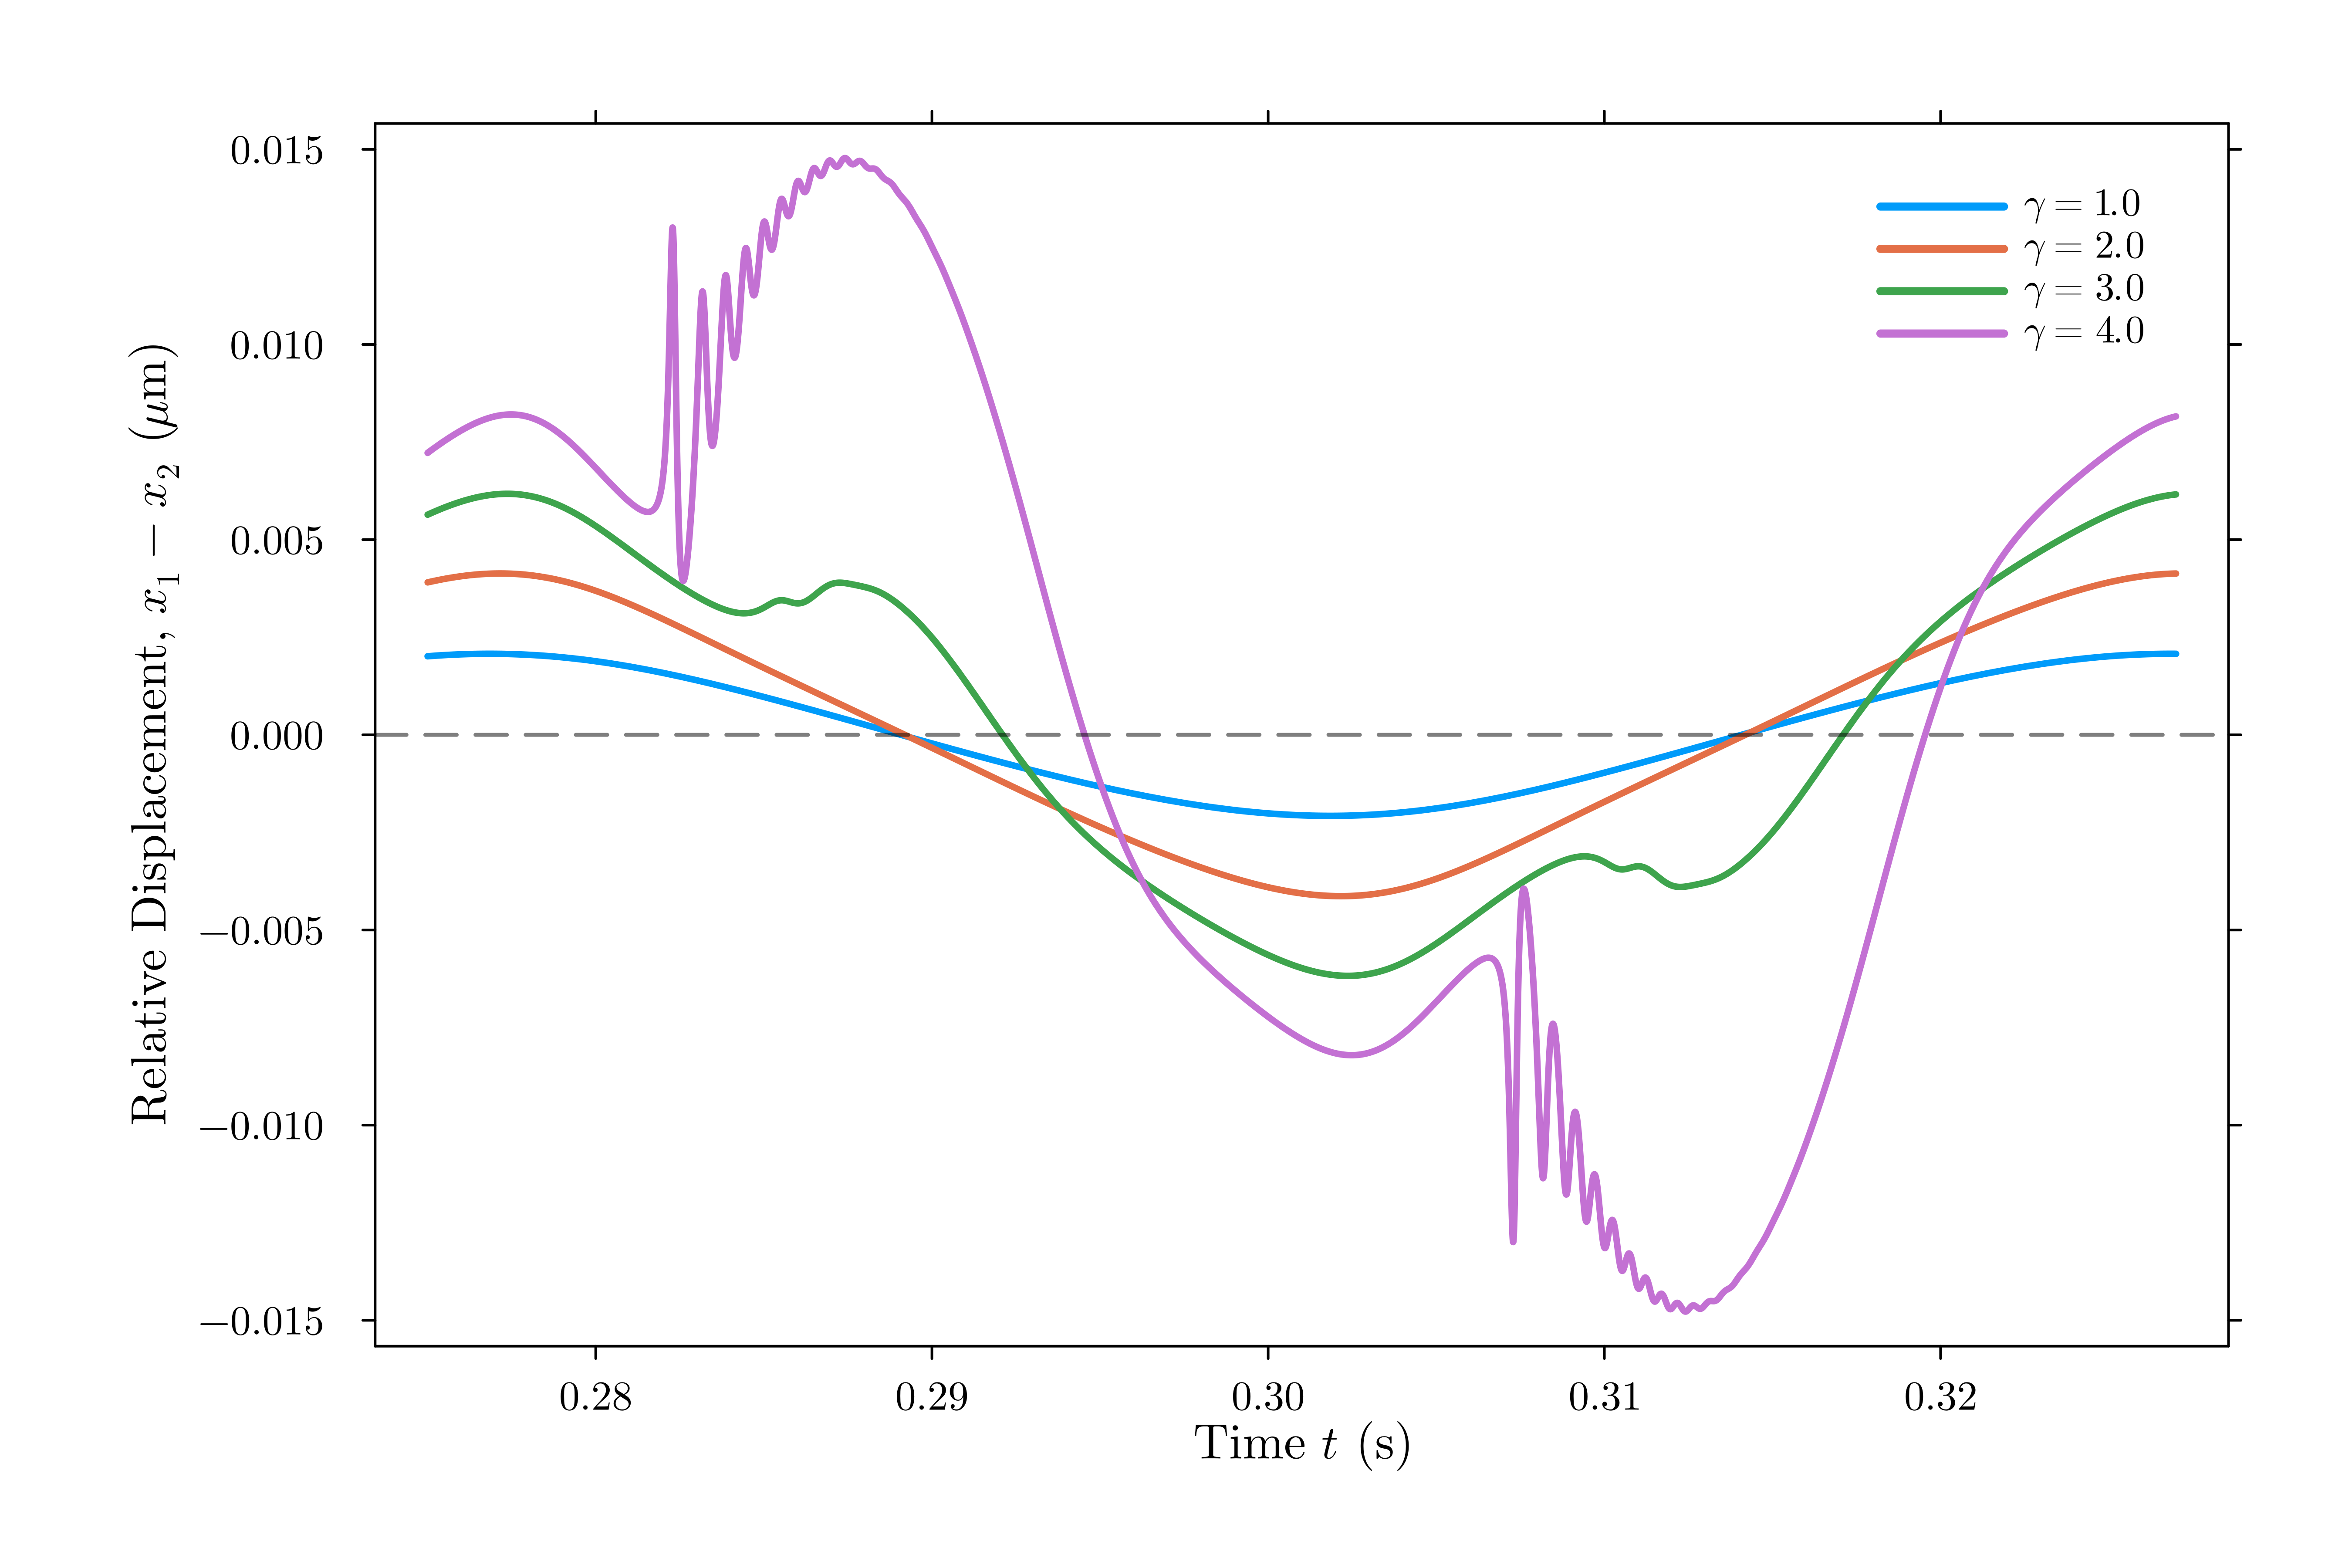 0.015
0.010
0.005
0.000
−0.005
−0.010
−0.015
Relative Displacement, x₁ − x₂ (μm)
γ = 1.0
γ = 2.0
γ = 3.0
γ = 4.0
0.28 0.29 0.30 0.31 0.32
Time t (s)